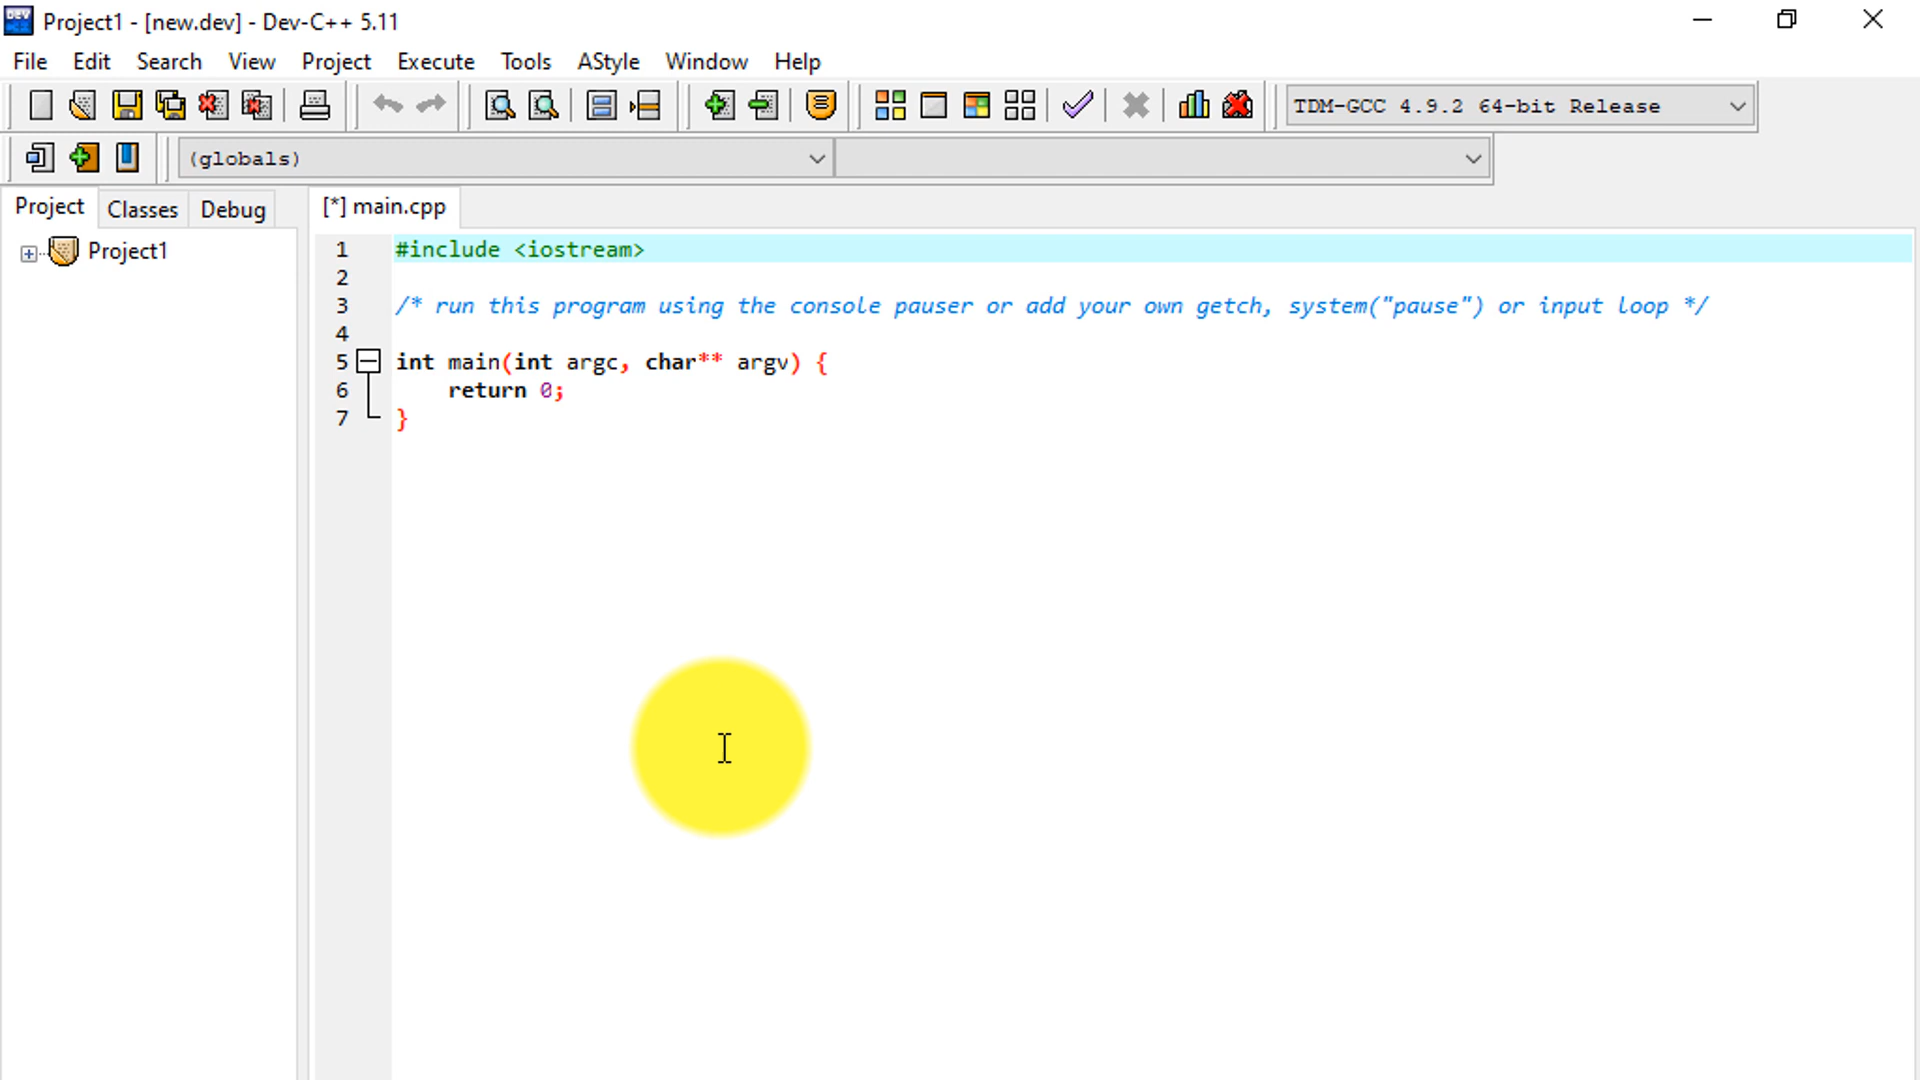 Project1 - [new.dev] - Dev-C++ 5.11
File Edit Search View Project Execute Tools AStyle Window Help
TDM-GCC 4.9.2 64-bit Release
(globals)
Project Classes Debug
[*] main.cpp
Project1
1 #include <iostream>
2
3 /* run this program using the console pauser or add your own getch, system("pause") or input loop */
4
5 int main(int argc, char** argv) {
6 return 0;
7 }